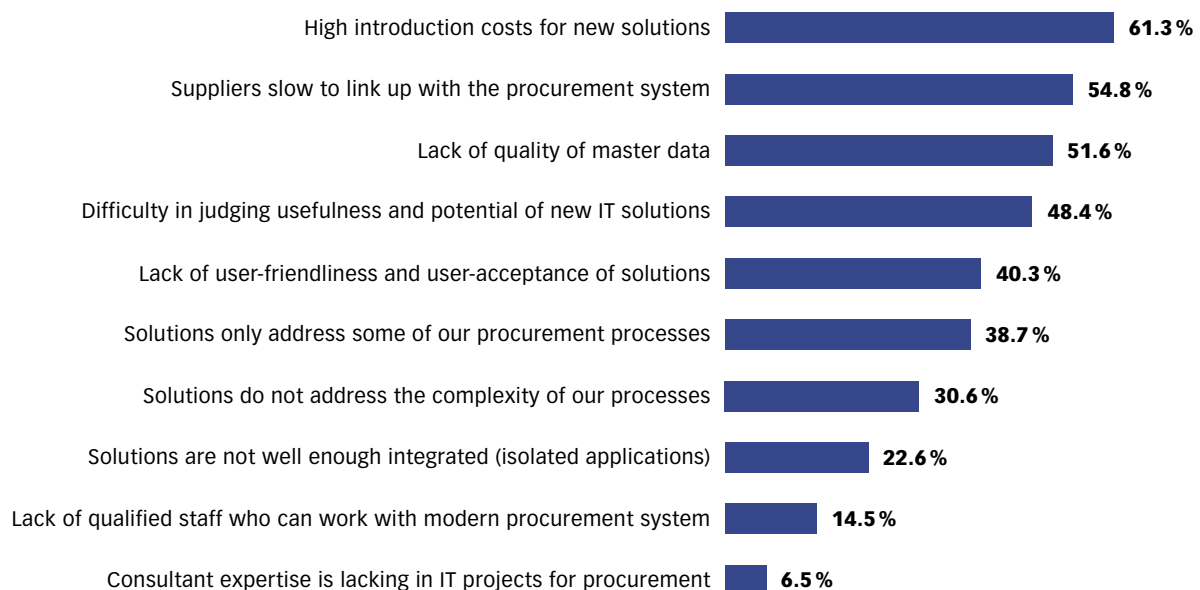 High introduction costs for new solutions 61.3 %
Suppliers slow to link up with the procurement system 54.8 %
Lack of quality of master data 51.6 %
Difficulty in judging usefulness and potential of new IT solutions 48.4 %
Lack of user-friendliness and user-acceptance of solutions 40.3 %
Solutions only address some of our procurement processes 38.7 %
Solutions do not address the complexity of our processes 30.6 %
Solutions are not well enough integrated (isolated applications) 22.6 %
Lack of qualified staff who can work with modern procurement system 14.5 %
Consultant expertise is lacking in IT projects for procurement 6.5 %